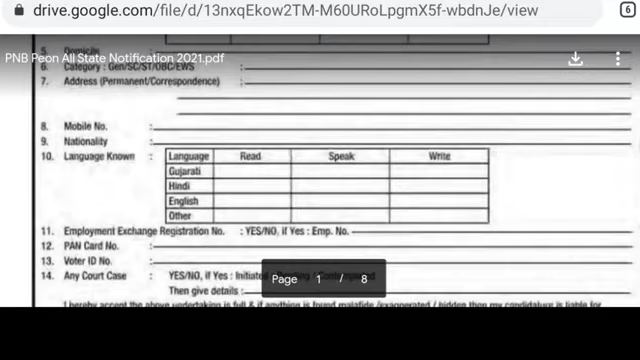 drive.google.com/file/d/13nxqEkow2TM-M60URoLpgmX5f-wbdnJe/view
6
5. Domicile
PNB Peon All State Notification 2021.pdf
6. Category : Gen/SC/ST/OBC/EWS :
7. Address (Permanent/Correspondence) :
8. Mobile No. :
9. Nationality :
10. Language Known : Language Read Speak Write
Gujarati
Hindi
English
Other
11. Employment Exchange Registration No. : YES/NO, if Yes : Emp. No.
12. PAN Card No. :
13. Voter ID No. :
14. Any Court Case : YES/NO, if Yes : Initiated
Page 1 / 8
Then give details :
I hereby accept the above undertaking is full & if anything is found malafide /exaggerated / hidden then my candidature is liable for